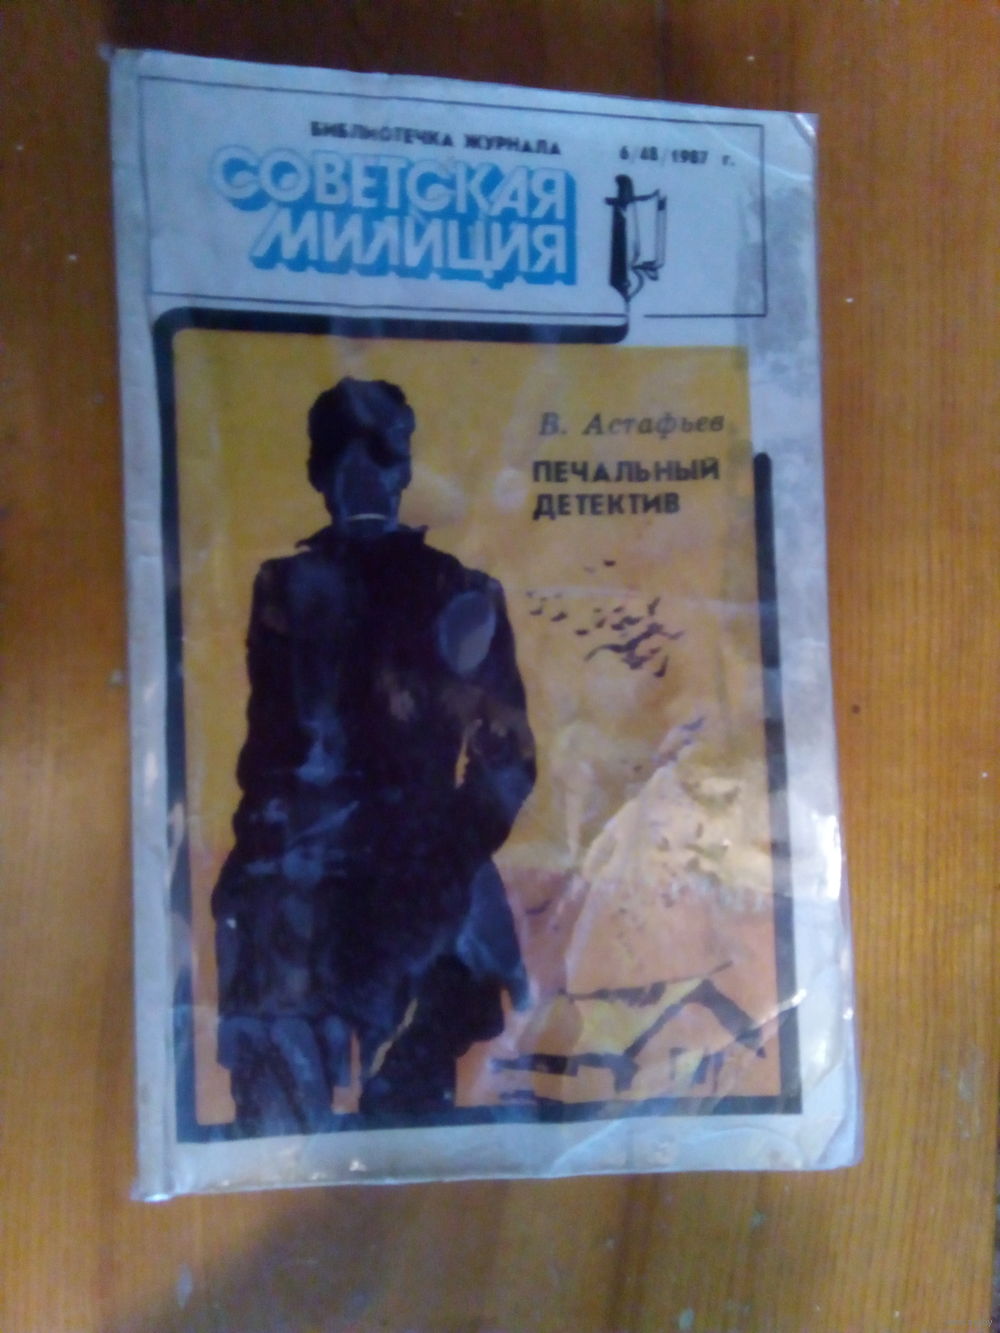 БИБЛИОТЕЧКА ЖУРНАЛА
СОВЕТСКАЯ
МИЛИЦИЯ
6/48/1987 г.
В. Астафьев
ПЕЧАЛЬНЫЙ
ДЕТЕКТИВ